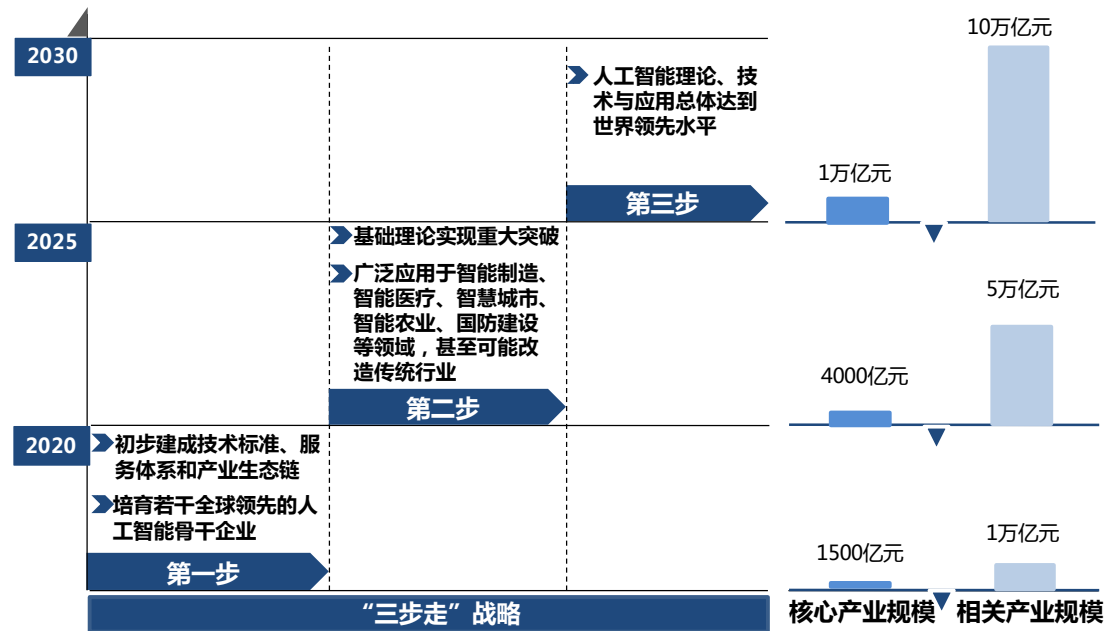 2030
人工智能理论、技
术与应用总体达到
世界领先水平
第三步
1万亿元
10万亿元
2025
基础理论实现重大突破
广泛应用于智能制造、
智能医疗、智慧城市、
智能农业、国防建设
等领域，甚至可能改
造传统行业
第二步
4000亿元
5万亿元
2020
初步建成技术标准、服
务体系和产业生态链
培育若干全球领先的人
工智能骨干企业
第一步
1500亿元
1万亿元
“三步走”战略
核心产业规模
相关产业规模